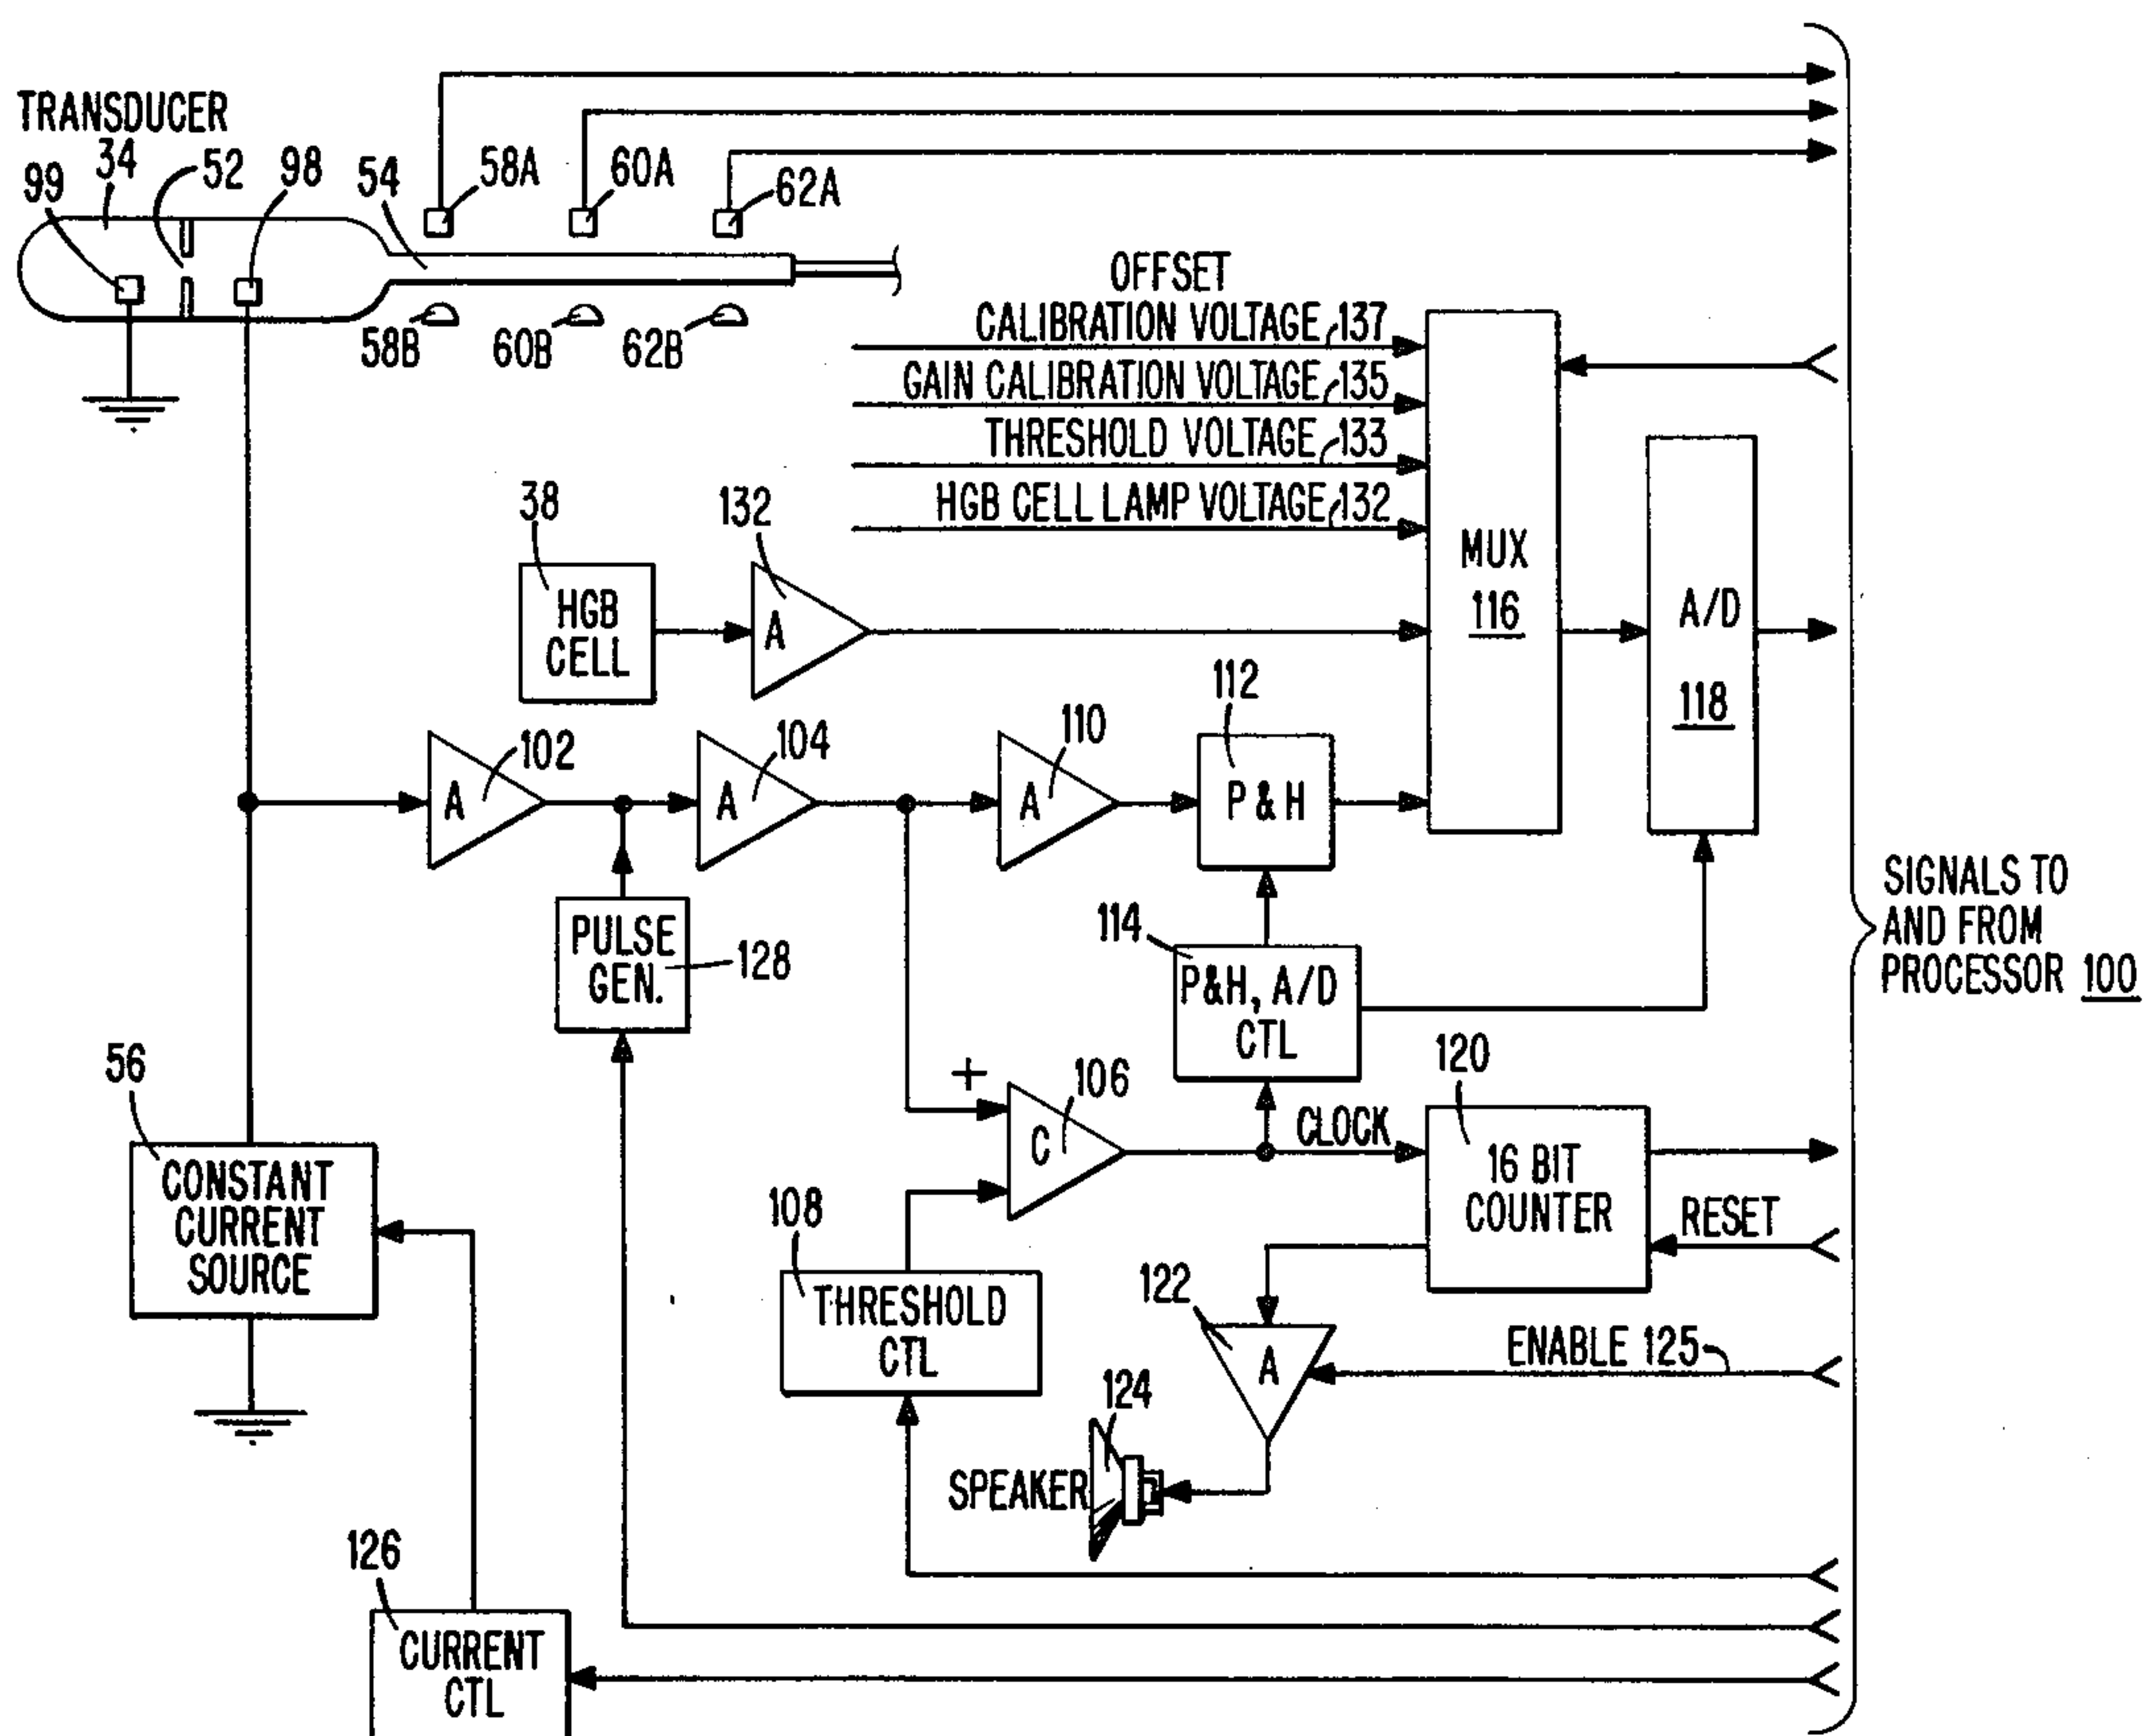 TRANSDUCER
34
99
52
98
54
58A
60A
62A
58B
60B
62B
OFFSET
CALIBRATION VOLTAGE 137
GAIN CALIBRATION VOLTAGE 135
THRESHOLD VOLTAGE 133
HGB CELL LAMP VOLTAGE 132
38
HGB
CELL
132
A
MUX
116
A/D
118
102
A
104
A
110
A
112
P & H
PULSE
GEN.
128
114
P&H, A/D
CTL
SIGNALS TO
AND FROM
PROCESSOR 100
56
CONSTANT
CURRENT
SOURCE
+
106
C
CLOCK
120
16 BIT
COUNTER
RESET
108
THRESHOLD
CTL
122
A
ENABLE 125
124
SPEAKER
126
CURRENT
CTL